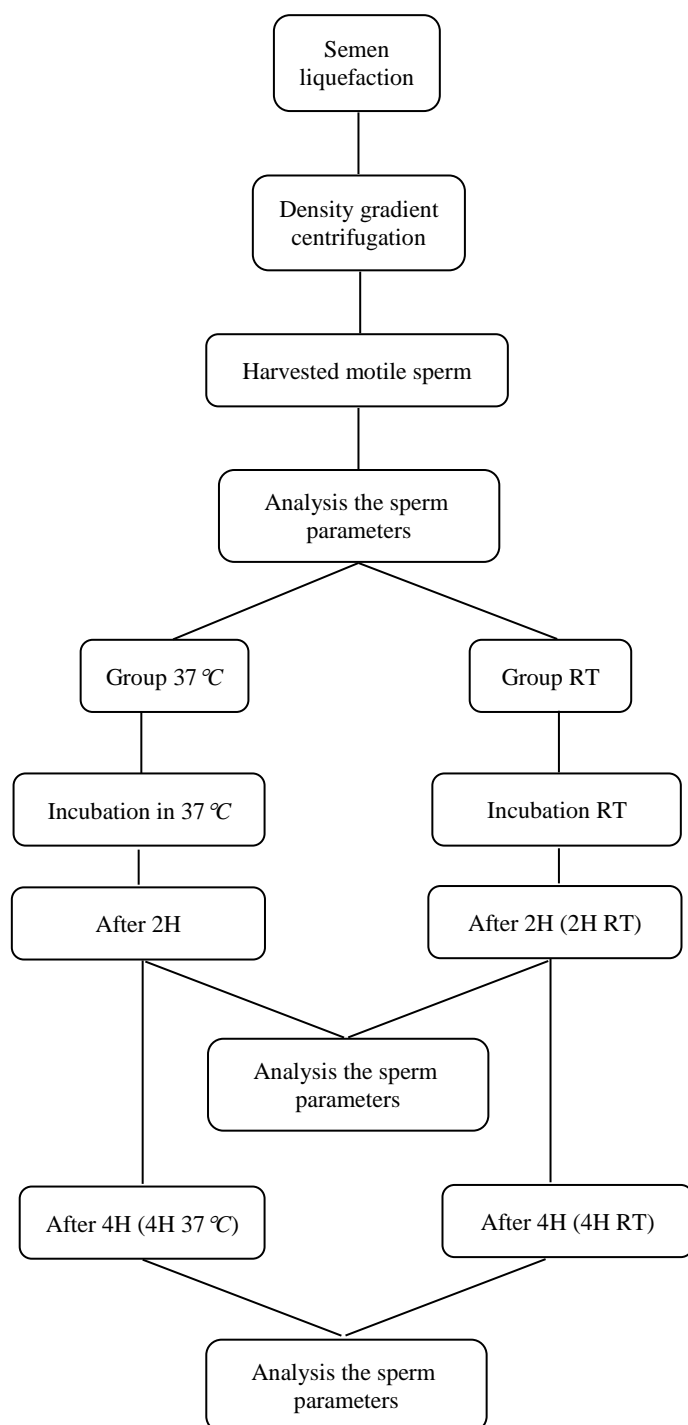 Semen
liquefaction
Density gradient
centrifugation
Harvested motile sperm
Analysis the sperm
parameters
Group 37℃
Group RT
Incubation in 37℃
Incubation RT
After 2H
After 2H (2H RT)
Analysis the sperm
parameters
After 4H (4H 37℃)
After 4H (4H RT)
Analysis the sperm
parameters